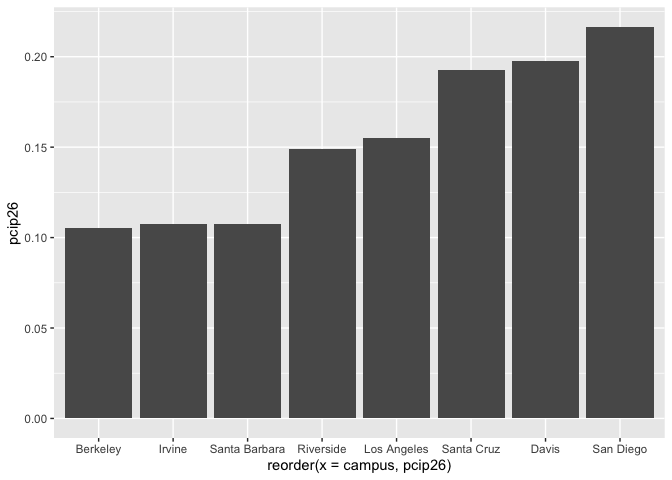 0.20
0.15
0.10
0.05
0.00
pcip26
Berkeley Irvine Santa Barbara Riverside Los Angeles Santa Cruz Davis San Diego
reorder(x = campus, pcip26)